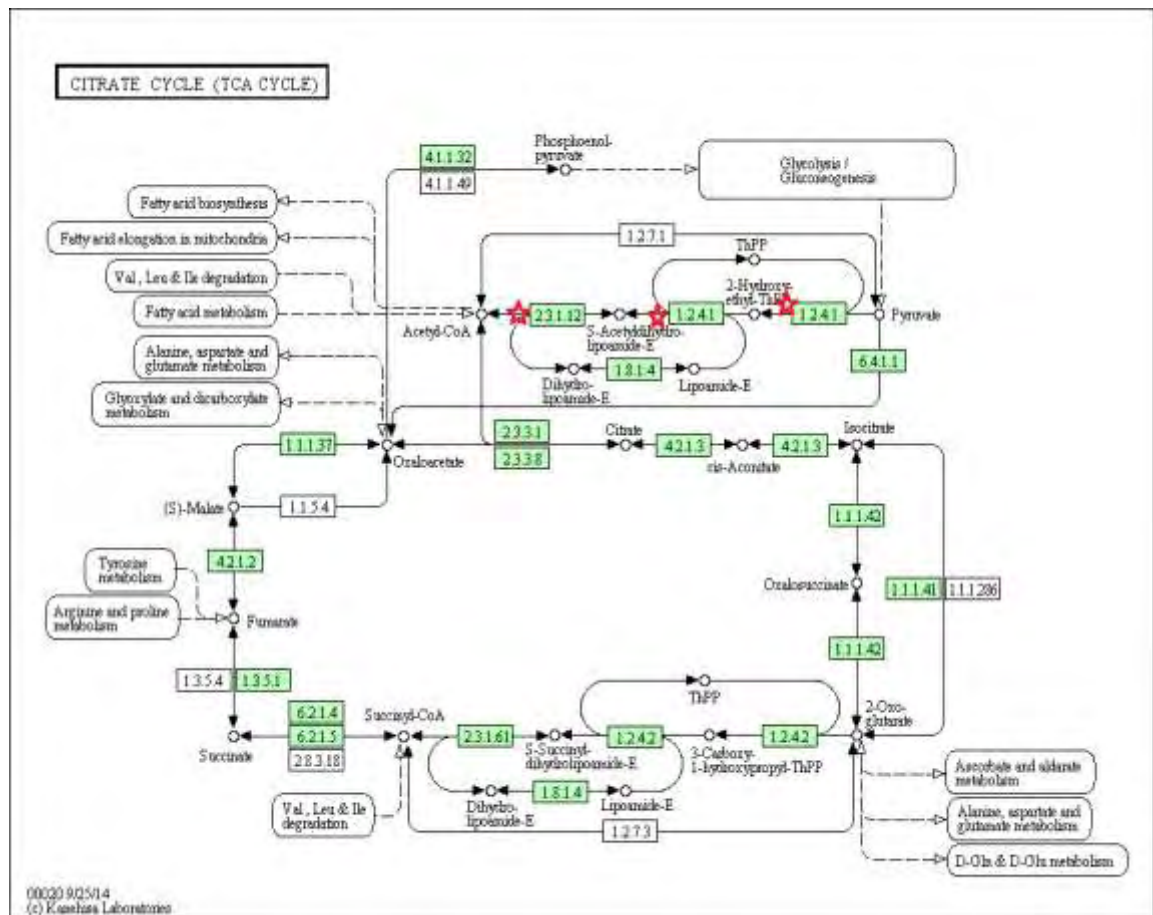 CITRATE CYCLE (TCA CYCLE)
Phosphoenol-
pyruvate
4.1.1.32
4.1.1.49
Glycolysis /
Gluconeogenesis
Fatty acid biosynthesis
Fatty acid elongation in mitochondria
Val, Leu & Ile degradation
Fatty acid metabolism
Alanine, aspartate and
glutamate metabolism
Glyoxylate and dicarboxylate
metabolism
1.2.7.1
ThPP
2-Hydroxy-
ethyl-ThPP
2.3.1.12
1.2.4.1
1.2.4.1
Acetyl-CoA
S-Acetyldihydro-
lipoamide-E
Pyruvate
1.8.1.4
Dihydro-
lipoamide-E
Lipoamide-E
6.4.1.1
1.1.1.37
Oxaloacetate
2.3.3.1
2.3.3.8
Citrate
4.2.1.3
cis-Aconitate
4.2.1.3
Isocitrate
(S)-Malate
1.1.5.4
1.1.1.42
4.2.1.2
Tyrosine
metabolism
Oxalosuccinate
1.1.1.41
1.1.1.286
Arginine and proline
metabolism
Fumarate
1.1.1.42
1.3.5.4
1.3.5.1
ThPP
2-Oxo-
glutarate
6.2.1.4
6.2.1.5
2.8.3.18
Succinate
Succinyl-CoA
2.3.1.61
S-Succinyl-
dihydrolipoamide-E
1.2.4.2
3-Carboxy-
1-hydroxypropyl-ThPP
1.2.4.2
Val, Leu & Ile
degradation
Dihydro-
lipoamide-E
1.8.1.4
Lipoamide-E
1.2.7.3
Ascorbate and aldarate
metabolism
Alanine, aspartate and
glutamate metabolism
D-Gln & D-Glu metabolism
00020 9/25/14
(c) Kanehisa Laboratories